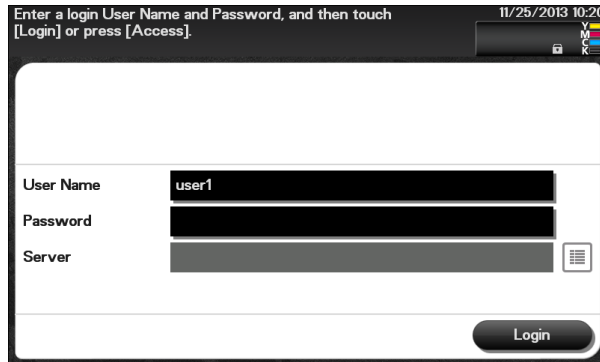 Enter a login User Name and Password, and then touch
[Login] or press [Access].
11/25/2013 10:20
Y
M
C
K
User Name
user1
Password
Server
Login